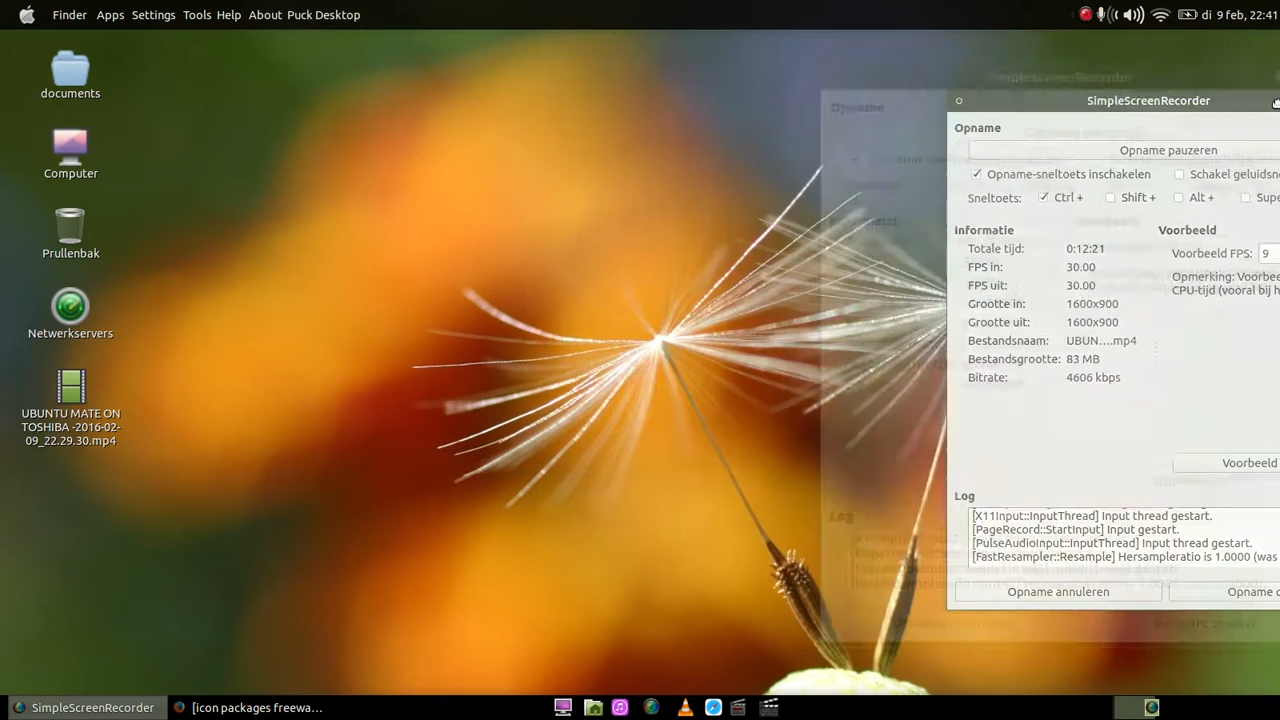 Finder Apps Settings Tools Help About Puck Desktop
di 9 feb, 22:41
documents
Computer
Prullenbak
Netwerkservers
UBUNTU MATE ON
TOSHIBA -2016-02-
09_22.29.30.mp4
SimpleScreenRecorder
Opname
Opname pauzeren
Opname-sneltoets inschakelen Schakel geluidsn
Sneltoets: Ctrl + Shift + Alt + Supe
Informatie
Totale tijd: 0:12:21
FPS in: 30.00
FPS uit: 30.00
Grootte in: 1600x900
Grootte uit: 1600x900
Bestandsnaam: UBUN....mp4
Bestandsgrootte: 83 MB
Bitrate: 4606 kbps
Voorbeeld
Voorbeeld FPS: 9
Opmerking: Voorbee
CPU-tijd (vooral bij h
Voorbeeld
Log
[X11Input::InputThread] Input thread gestart.
[PageRecord::StartInput] Input gestart.
[PulseAudioInput::InputThread] Input thread gestart.
[FastResampler::Resample] Hersampleratio is 1.0000 (was
Opname annuleren Opname o
SimpleScreenRecorder [icon packages freewa...